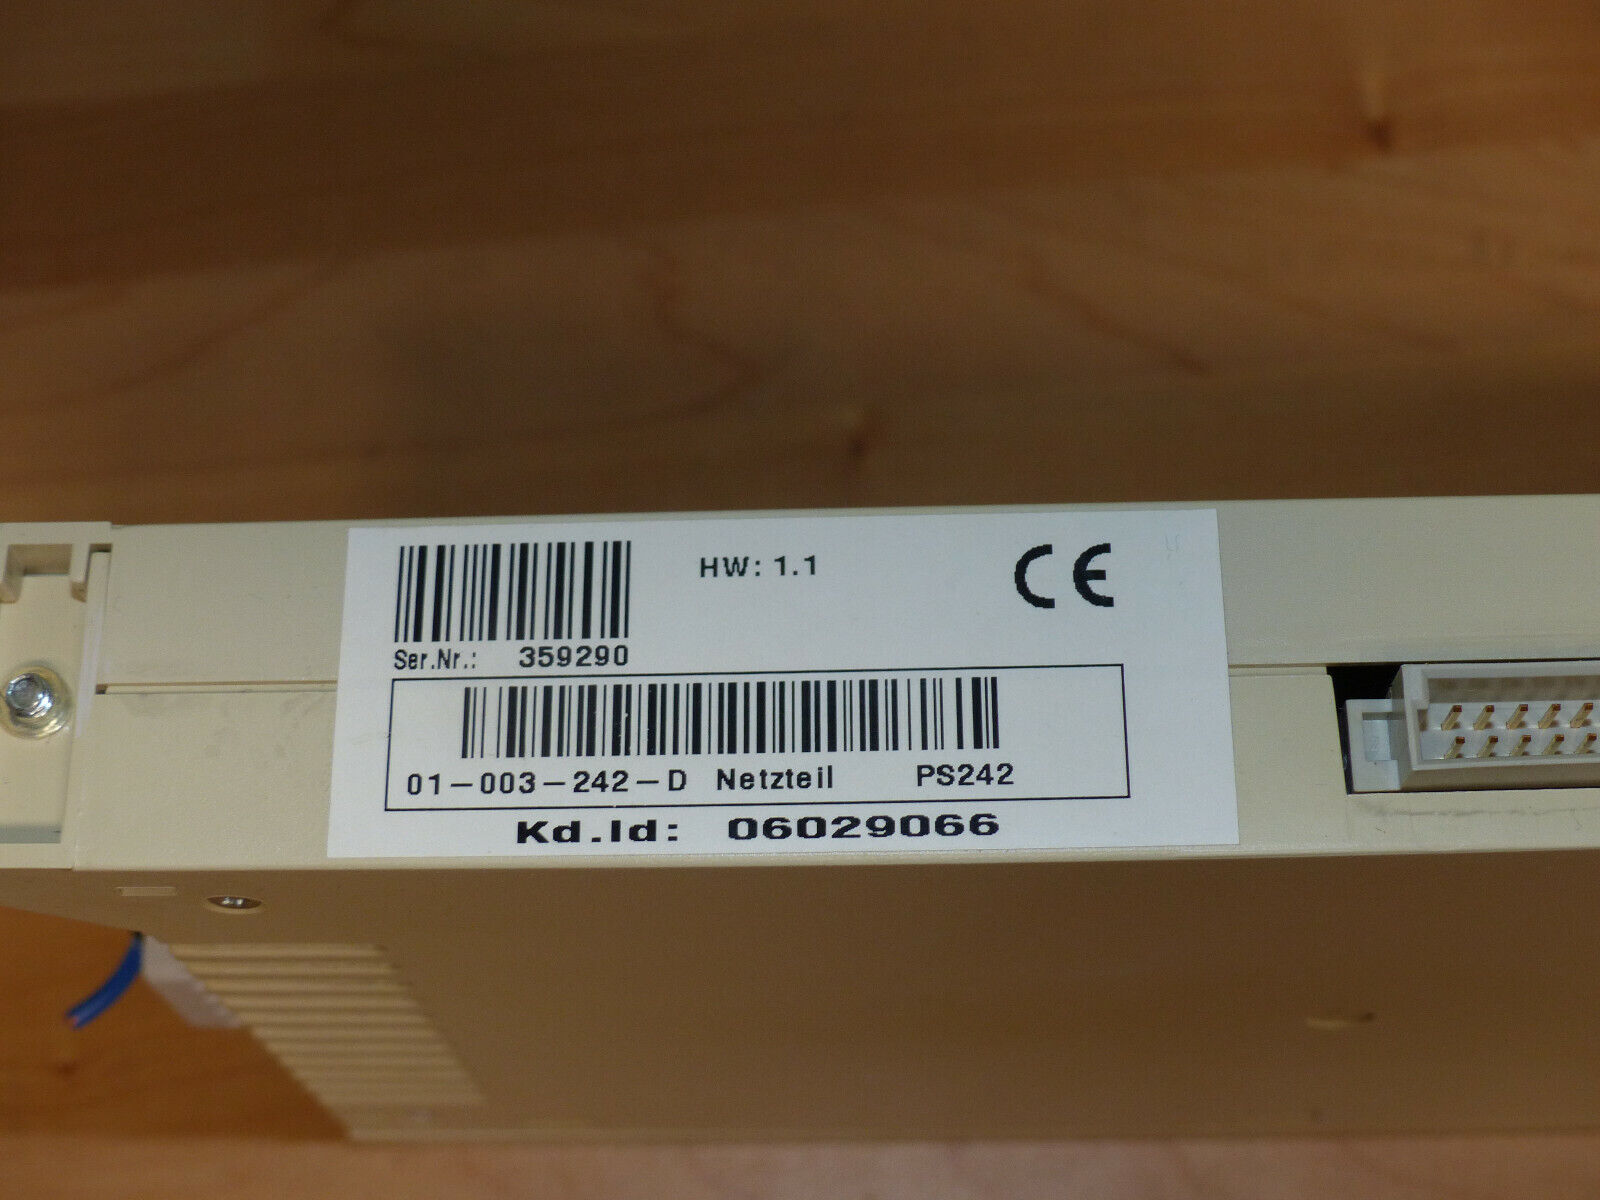 HW: 1.1 CE
Ser.Nr.: 359290
01-003-242-D Netzteil PS242
Kd.Id: 06029066